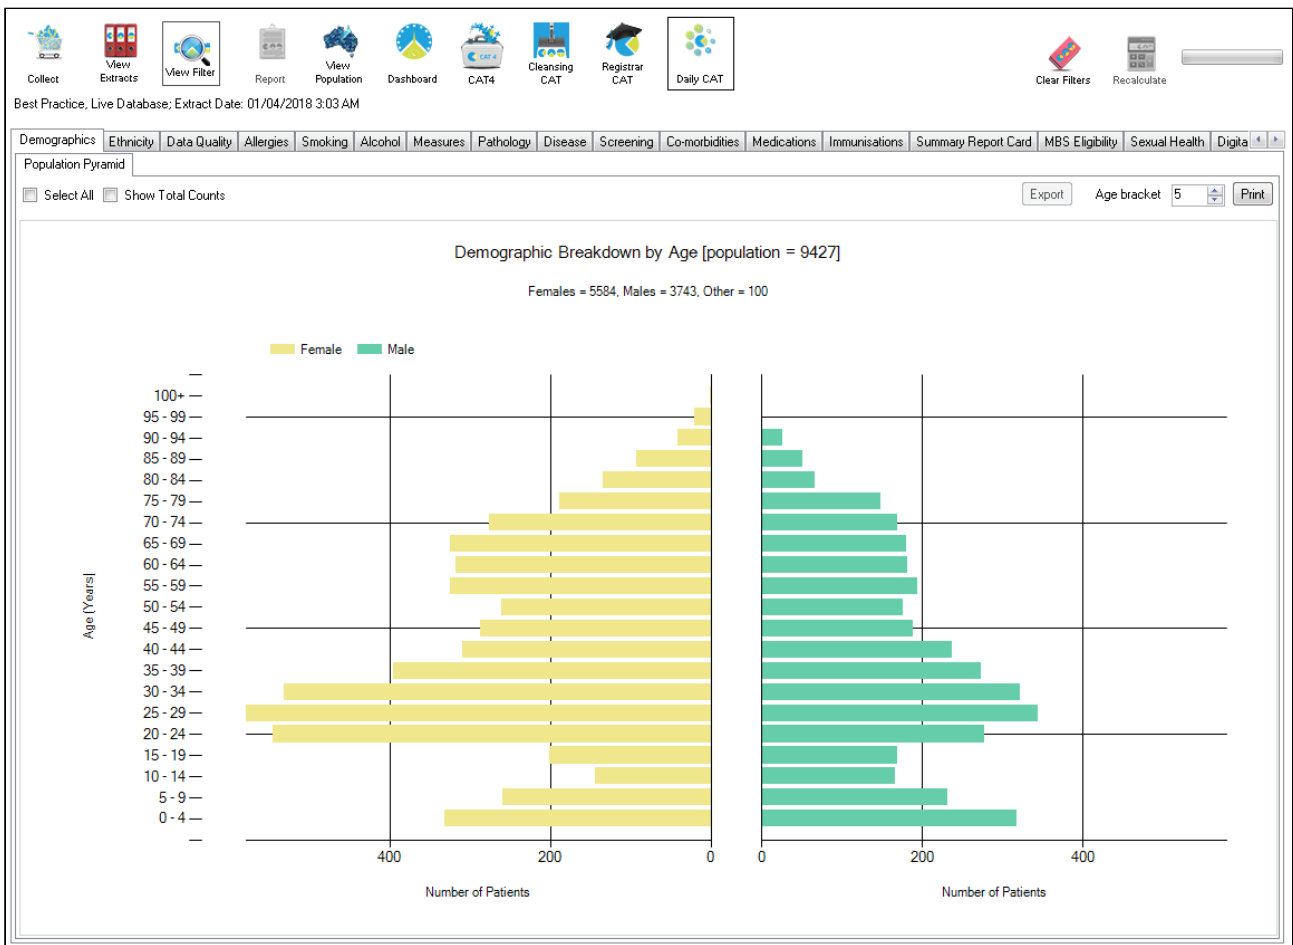 Collect
View Extracts
View Filter
Report
View Population
Dashboard
CAT 4
CAT4
Cleansing CAT
Registrar CAT
Daily CAT
Clear Filters
Recalculate
Best Practice, Live Database; Extract Date: 01/04/2018 3:03 AM
Demographics Ethnicity Data Quality Allergies Smoking Alcohol Measures Pathology Disease Screening Co-morbidities Medications Immunisations Summary Report Card MBS Eligibility Sexual Health Digita
Population Pyramid
Select All Show Total Counts Export Age bracket 5 Print
Demographic Breakdown by Age [population = 9427]
Females = 5584, Males = 3743, Other = 100
Female Male
100+
95 - 99
90 - 94
85 - 89
80 - 84
75 - 79
70 - 74
65 - 69
60 - 64
55 - 59
50 - 54
45 - 49
40 - 44
35 - 39
30 - 34
25 - 29
20 - 24
15 - 19
10 - 14
5 - 9
0 - 4
Age (Years)
400 200 0 0 200 400
Number of Patients Number of Patients